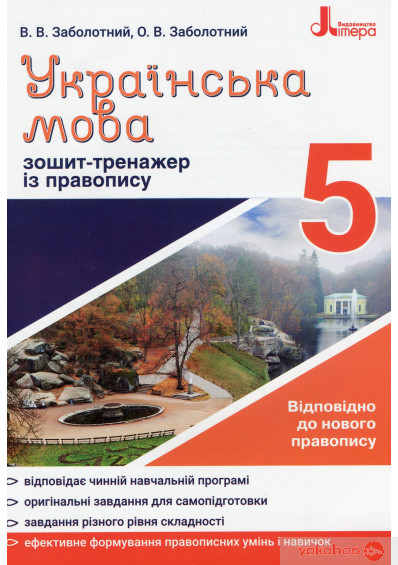 В. В. Заболотний, О. В. Заболотний
Видавництво
Літера
Українська
мова
зошит-тренажер
із правопису
5
Відповідно
до нового
правопису
відповідає чинній навчальній програмі
оригінальні завдання для самопідготовки
завдання різного рівня складності
ефективне формування правописних умінь і навичок
yakaboo